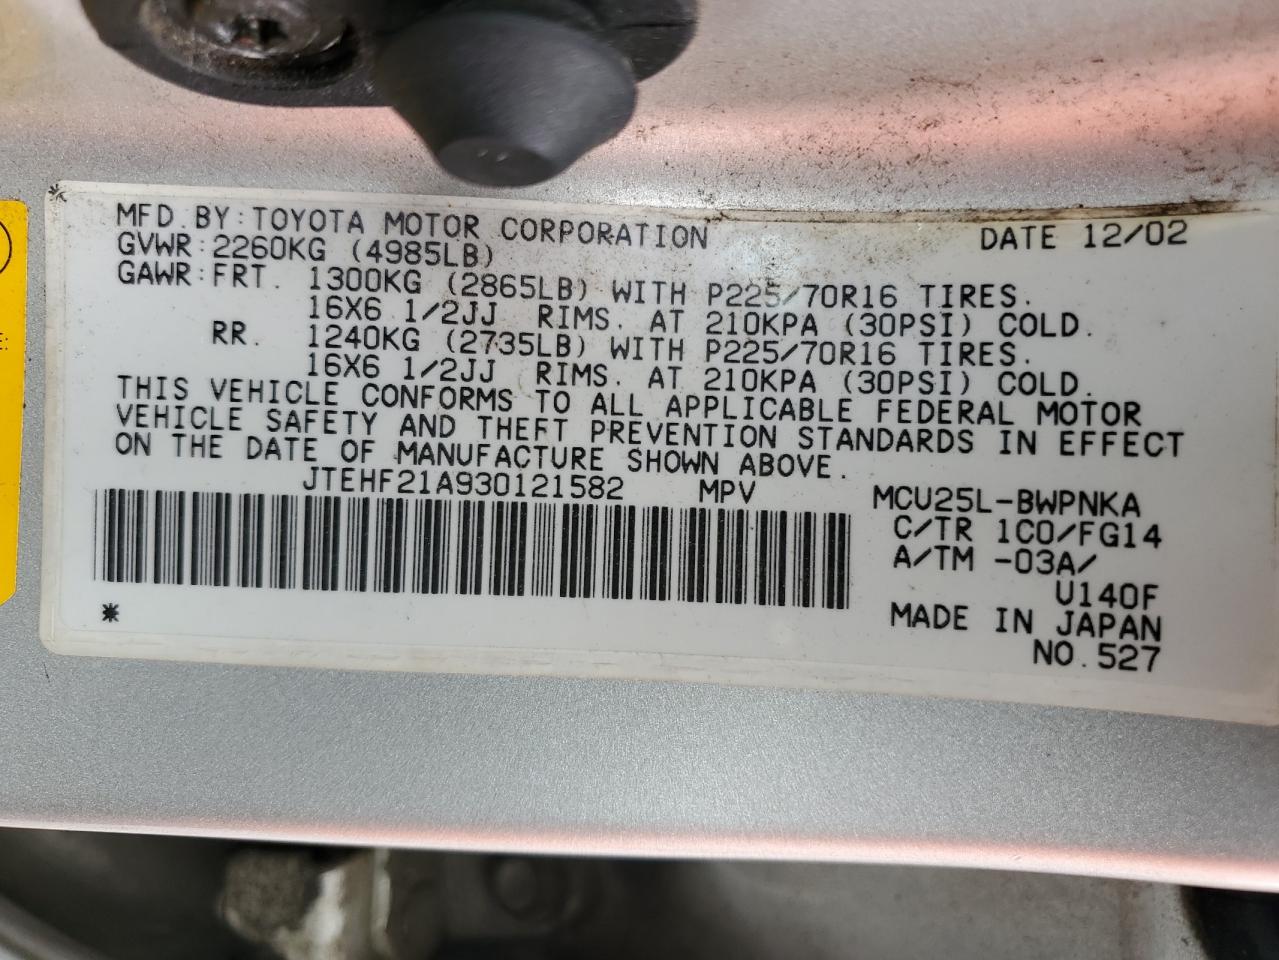 MFD.BY:TOYOTA MOTOR CORPORATION DATE 12/02
GVWR:2260KG (4985LB)
GAWR:FRT. 1300KG (2865LB) WITH P225/70R16 TIRES.
16X6 1/2JJ RIMS. AT 210KPA (30PSI) COLD.
RR. 1240KG (2735LB) WITH P225/70R16 TIRES.
16X6 1/2JJ RIMS. AT 210KPA (30PSI) COLD.
THIS VEHICLE CONFORMS TO ALL APPLICABLE FEDERAL MOTOR
VEHICLE SAFETY AND THEFT PREVENTION STANDARDS IN EFFECT
ON THE DATE OF MANUFACTURE SHOWN ABOVE.
JTEHF21A930121582 MPV MCU25L-BWPNKA
C/TR 1C0/FG14
A/TM -03A/
U140F
* MADE IN JAPAN
NO.527
E: